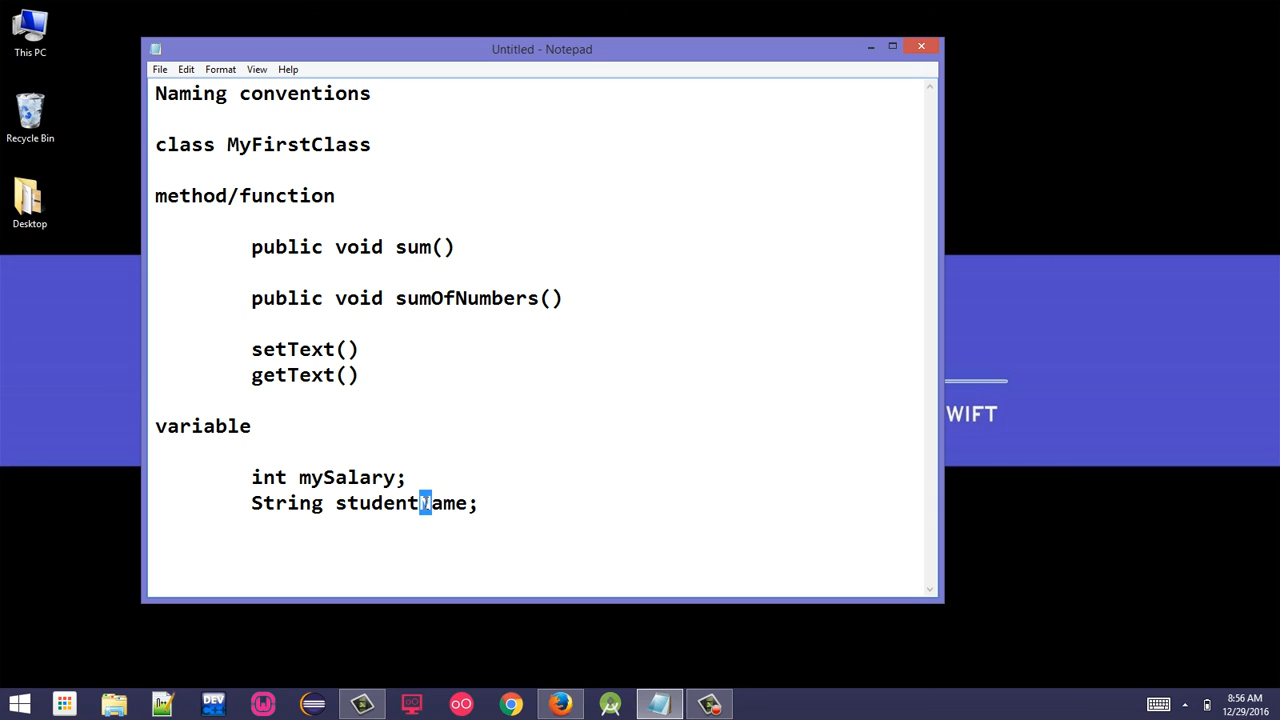 This PC
Recycle Bin
Desktop
Untitled - Notepad
File Edit Format View Help
Naming conventions
class MyFirstClass
method/function
public void sum()
public void sumOfNumbers()
setText()
getText()
variable
int mySalary;
String studentName;
WIFT
DEV
C++
8:56 AM
12/29/2016